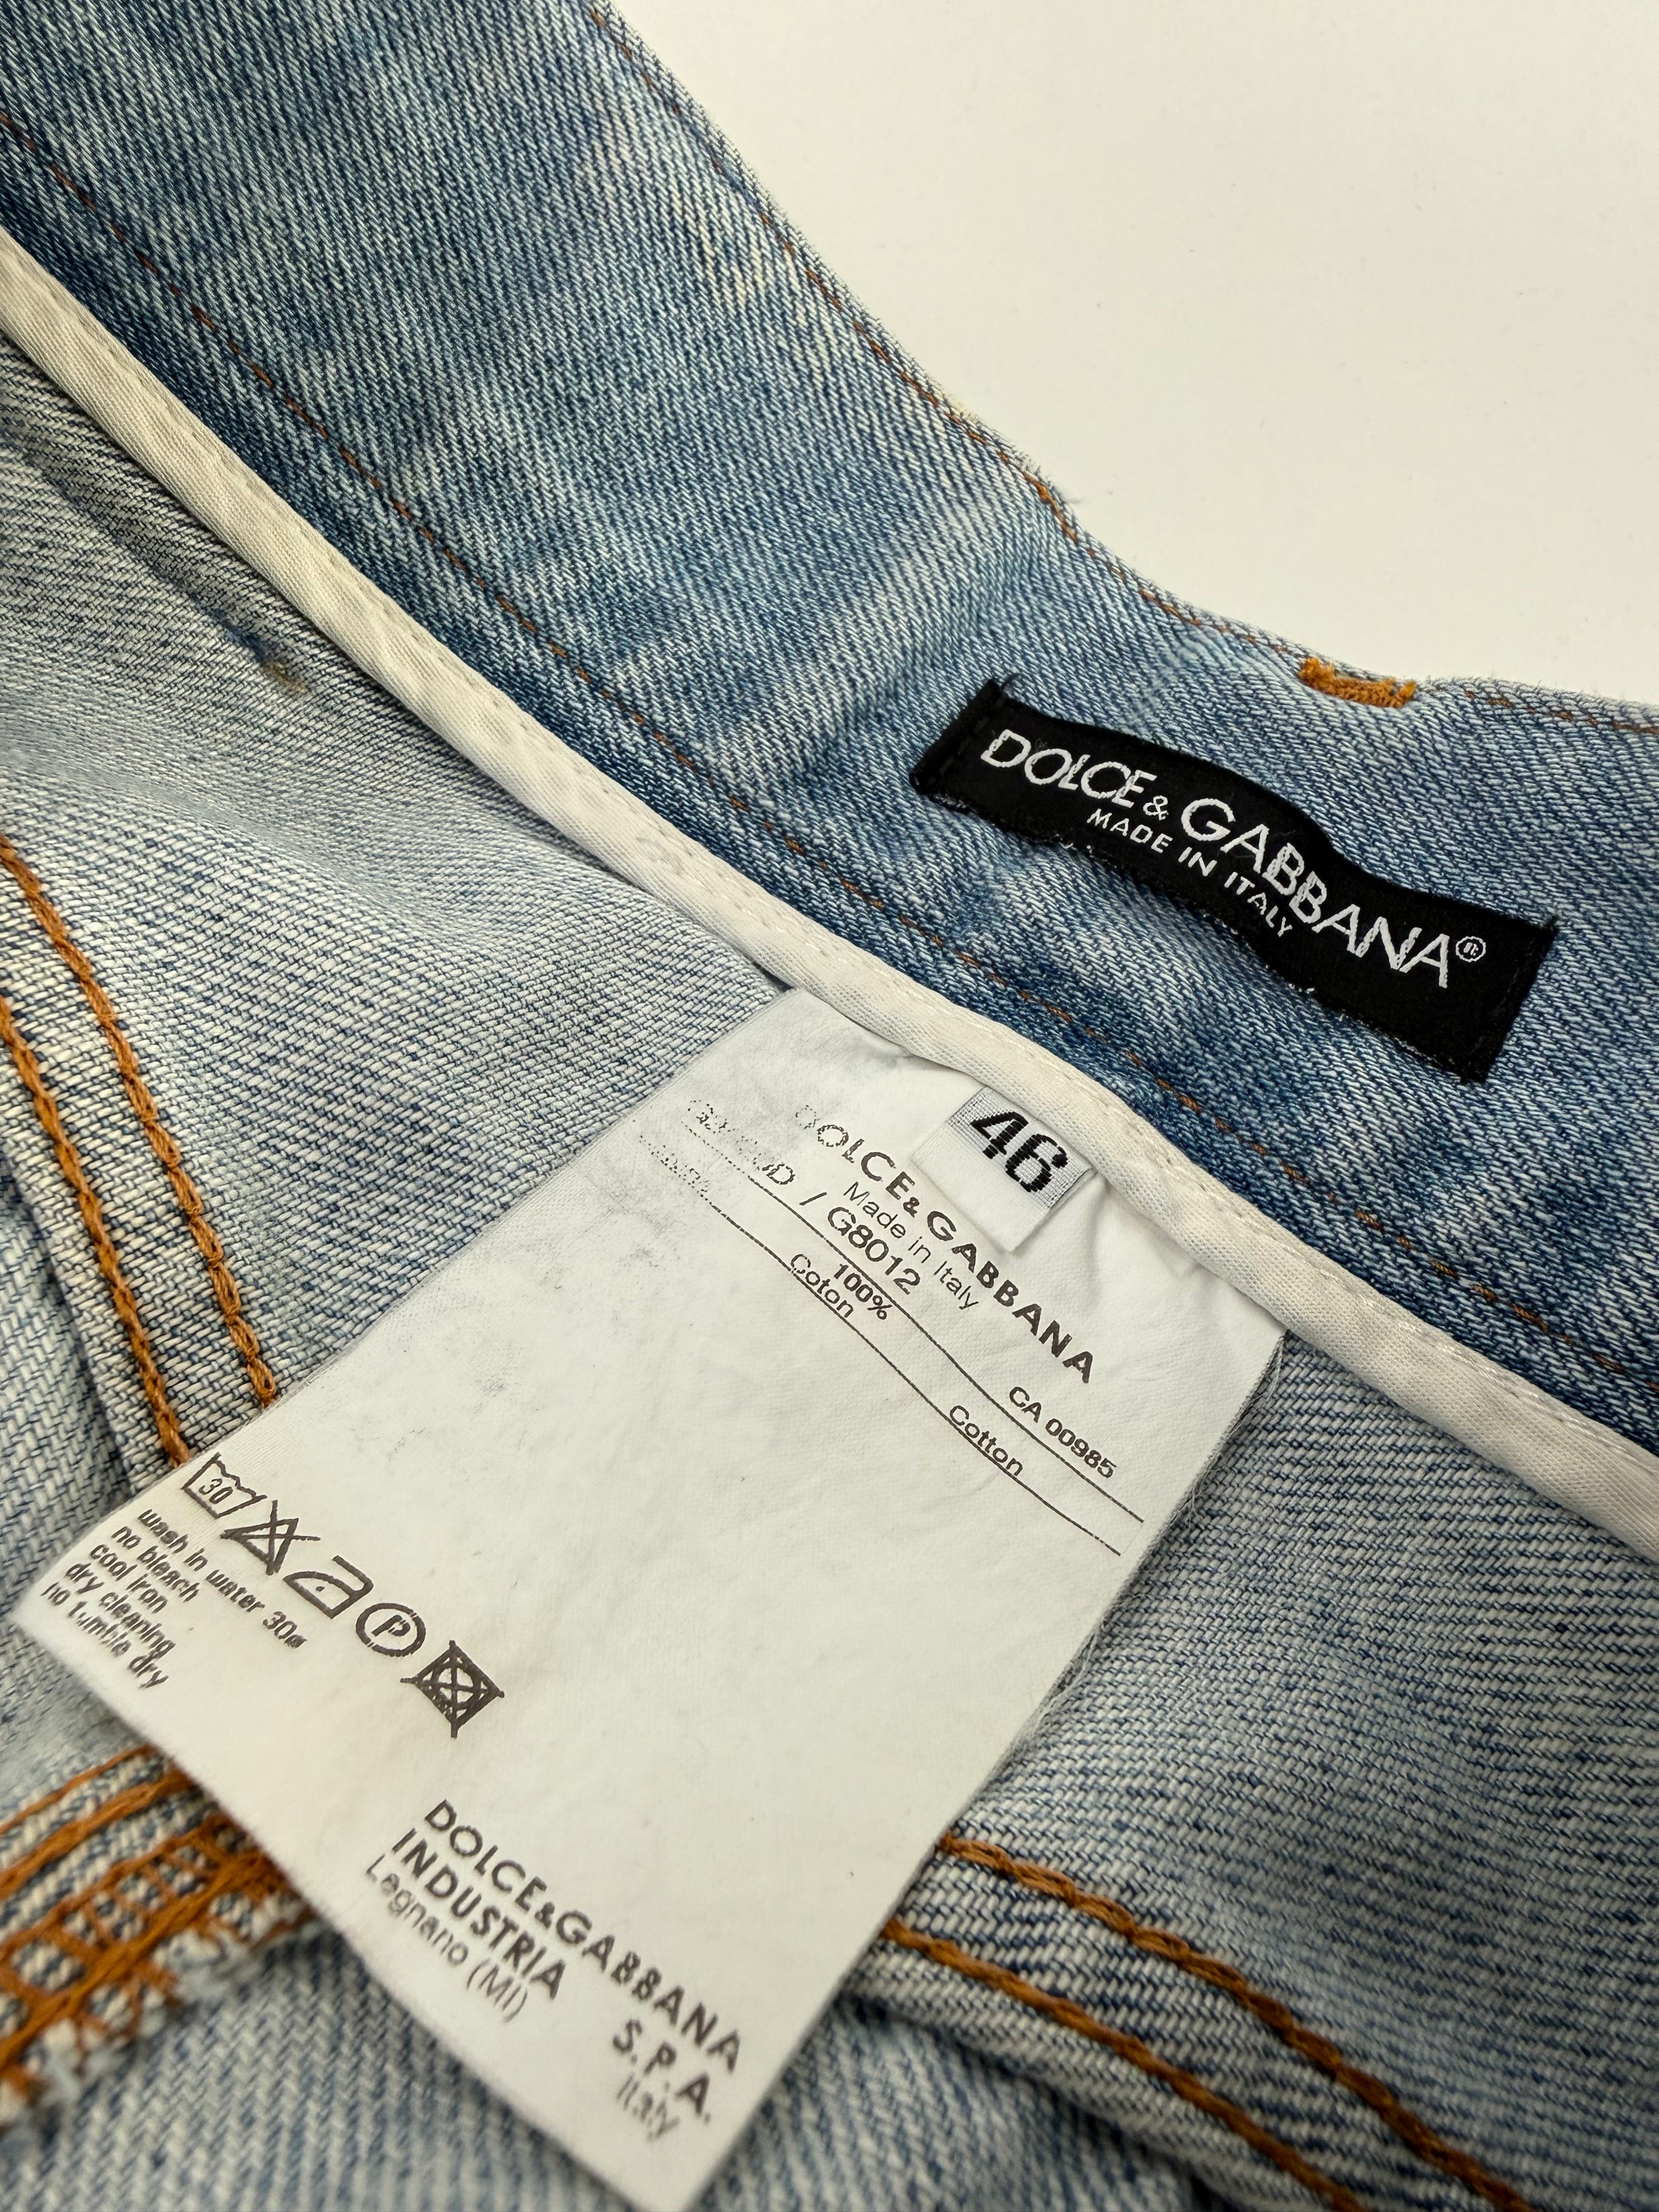 DOLCE & GABBANA®
MADE IN ITALY
46
DOLCE&GABBANA
Made in Italy
D / G8012
CA 00985
100%
Coton
Cotton
30
P
wash in water 30ø
no bleach
cool iron
dry cleaning
no tumble dry
DOLCE&GABBANA
INDUSTRIA S.P.A.
Legnano (MI) Italy